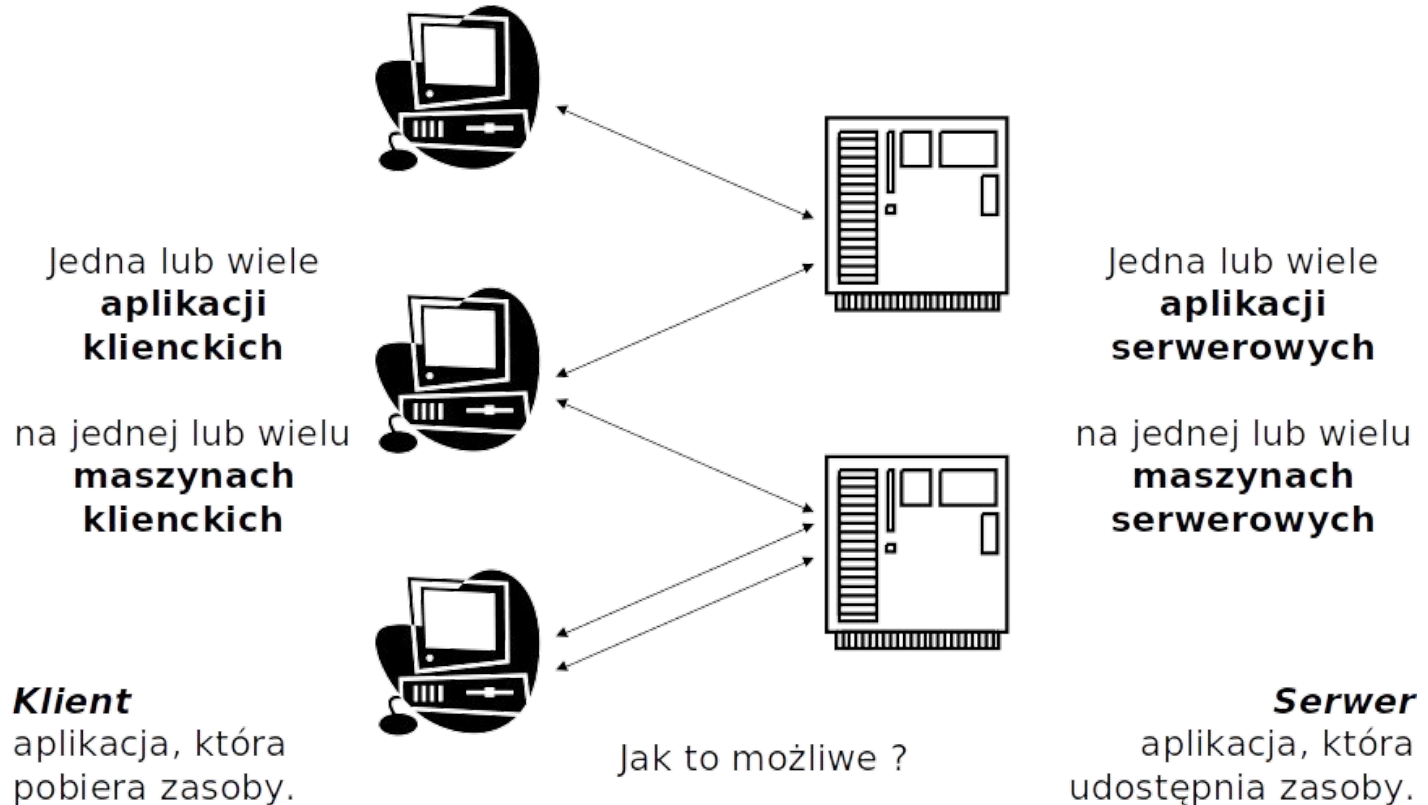 Jedna lub wiele
aplikacji
klienckich
na jednej lub wielu
maszynach
klienckich
Jedna lub wiele
aplikacji
serwerowych
na jednej lub wielu
maszynach
serwerowych
Klient
aplikacja, która
pobiera zasoby.
Jak to możliwe ?
Serwer
aplikacja, która
udostępnia zasoby.